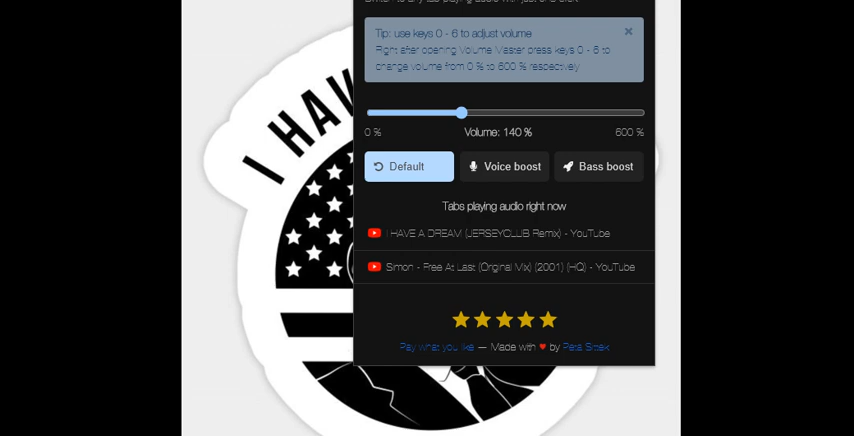 Tip: use keys 0 - 6 to adjust volume ×
Right after opening Volume Master press keys 0 - 6 to
change volume from 0 % to 600 % respectively
I HAV
0 % Volume: 140 % 600 %
Default Voice boost Bass boost
Tabs playing audio right now
I HAVE A DREAM (JERSEYCLUB Remix) - YouTube
Simon - Free At Last (Original Mix) (2001) (HQ) - YouTube
Pay what you like — Made with ♥ by Petr Smék